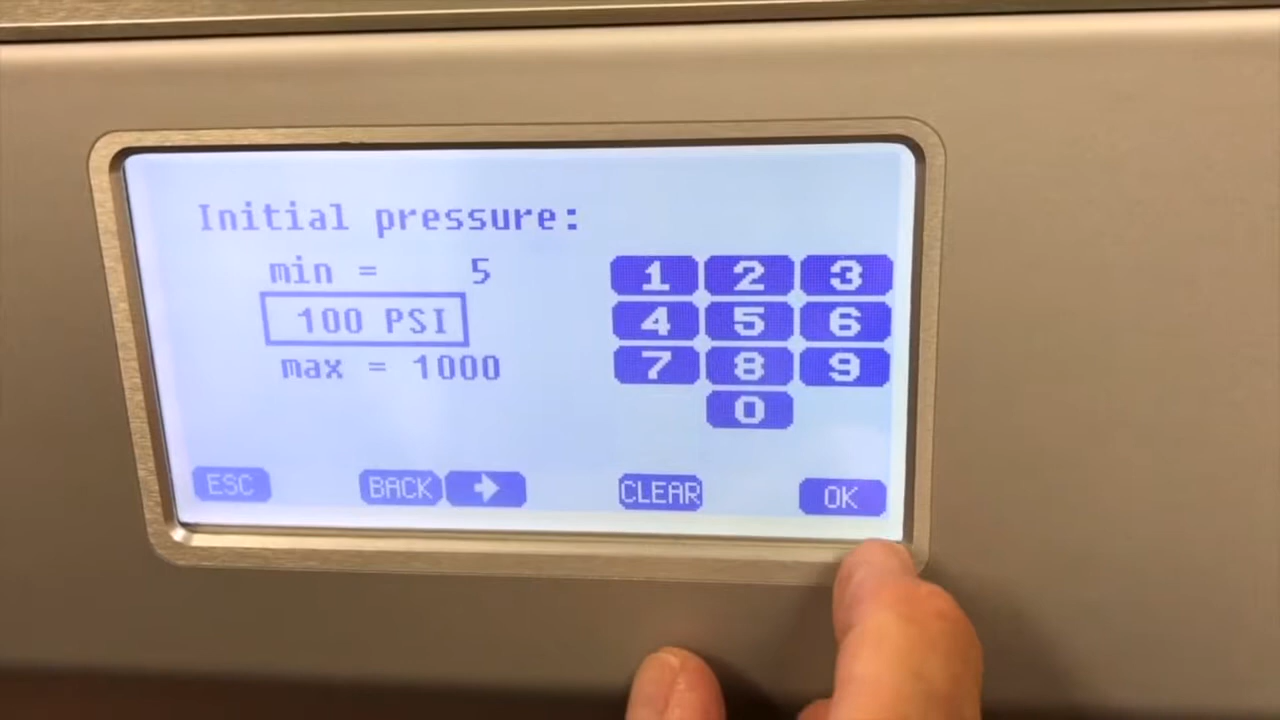 Initial pressure:
min = 5
100 PSI
max = 1000
1 2 3
4 5 6
7 8 9
0
ESC BACK CLEAR OK